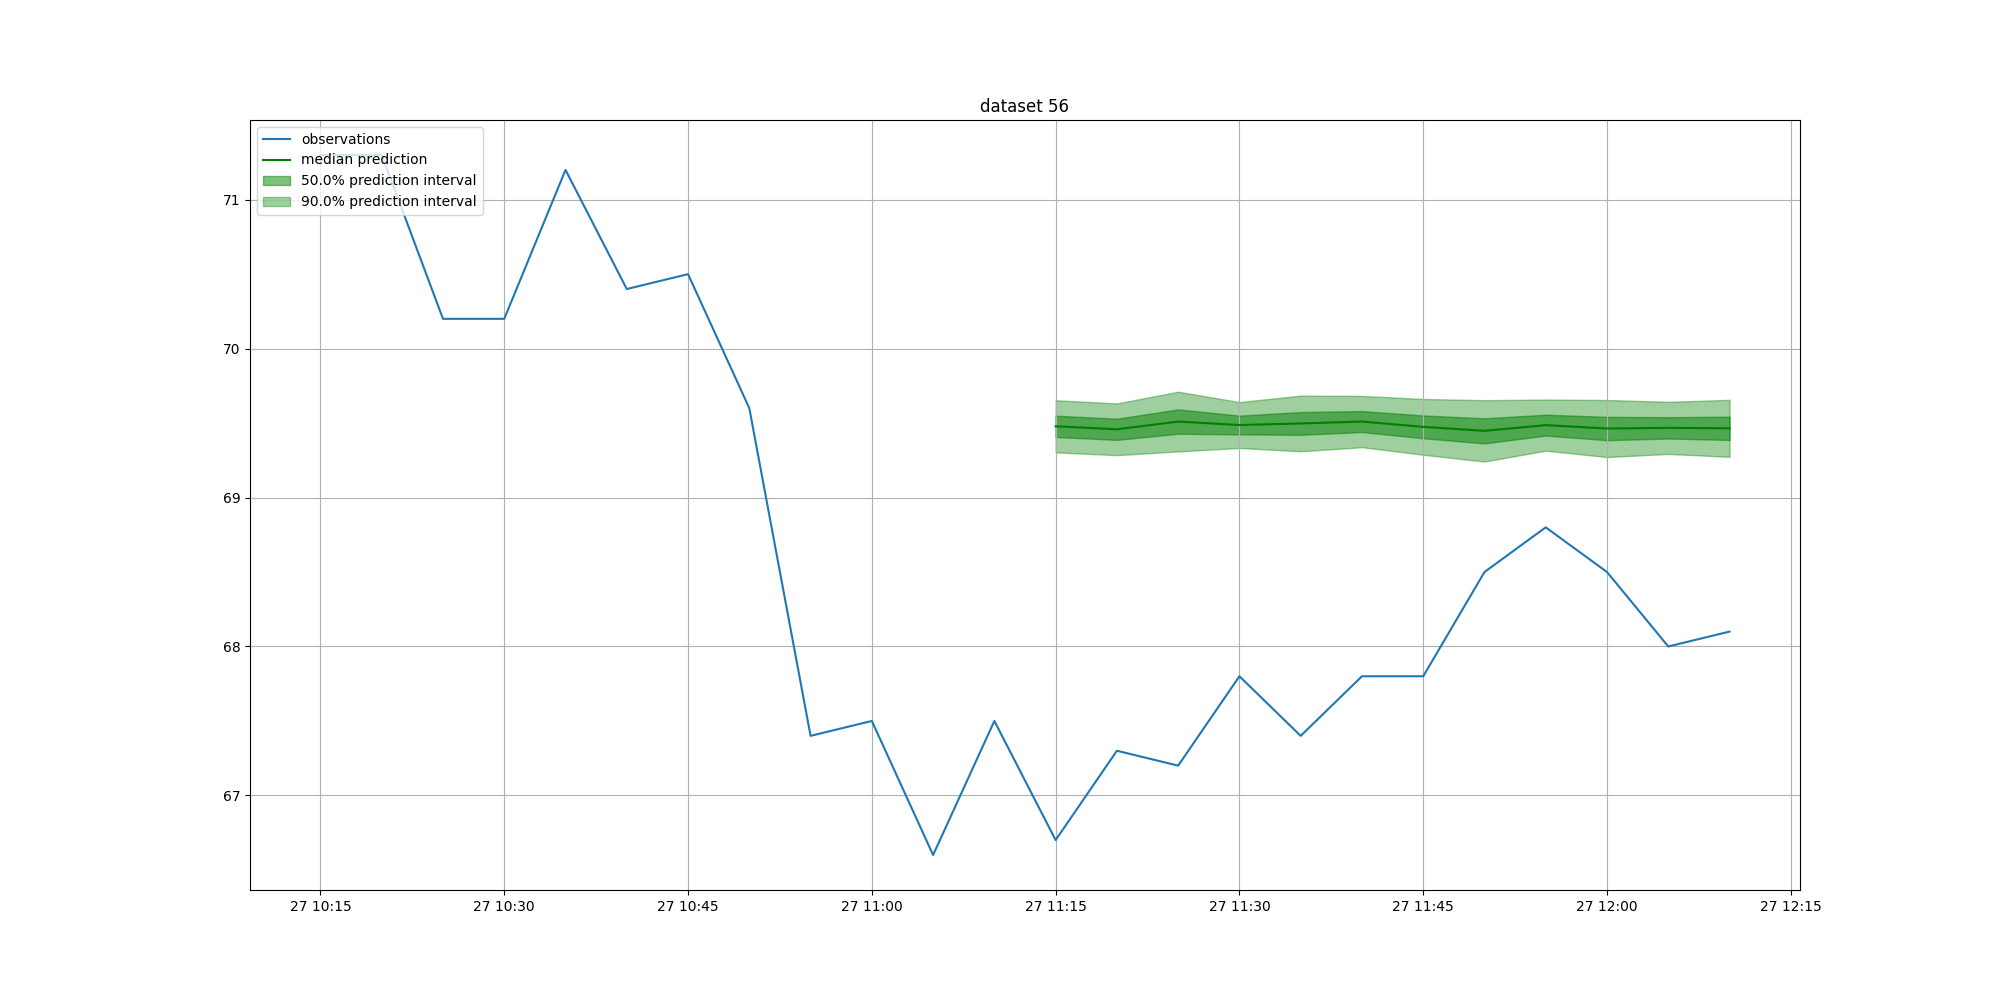 dataset 56
observations
median prediction
50.0% prediction interval
90.0% prediction interval
71
70
69
68
67
27 10:15
27 10:30
27 10:45
27 11:00
27 11:15
27 11:30
27 11:45
27 12:00
27 12:15